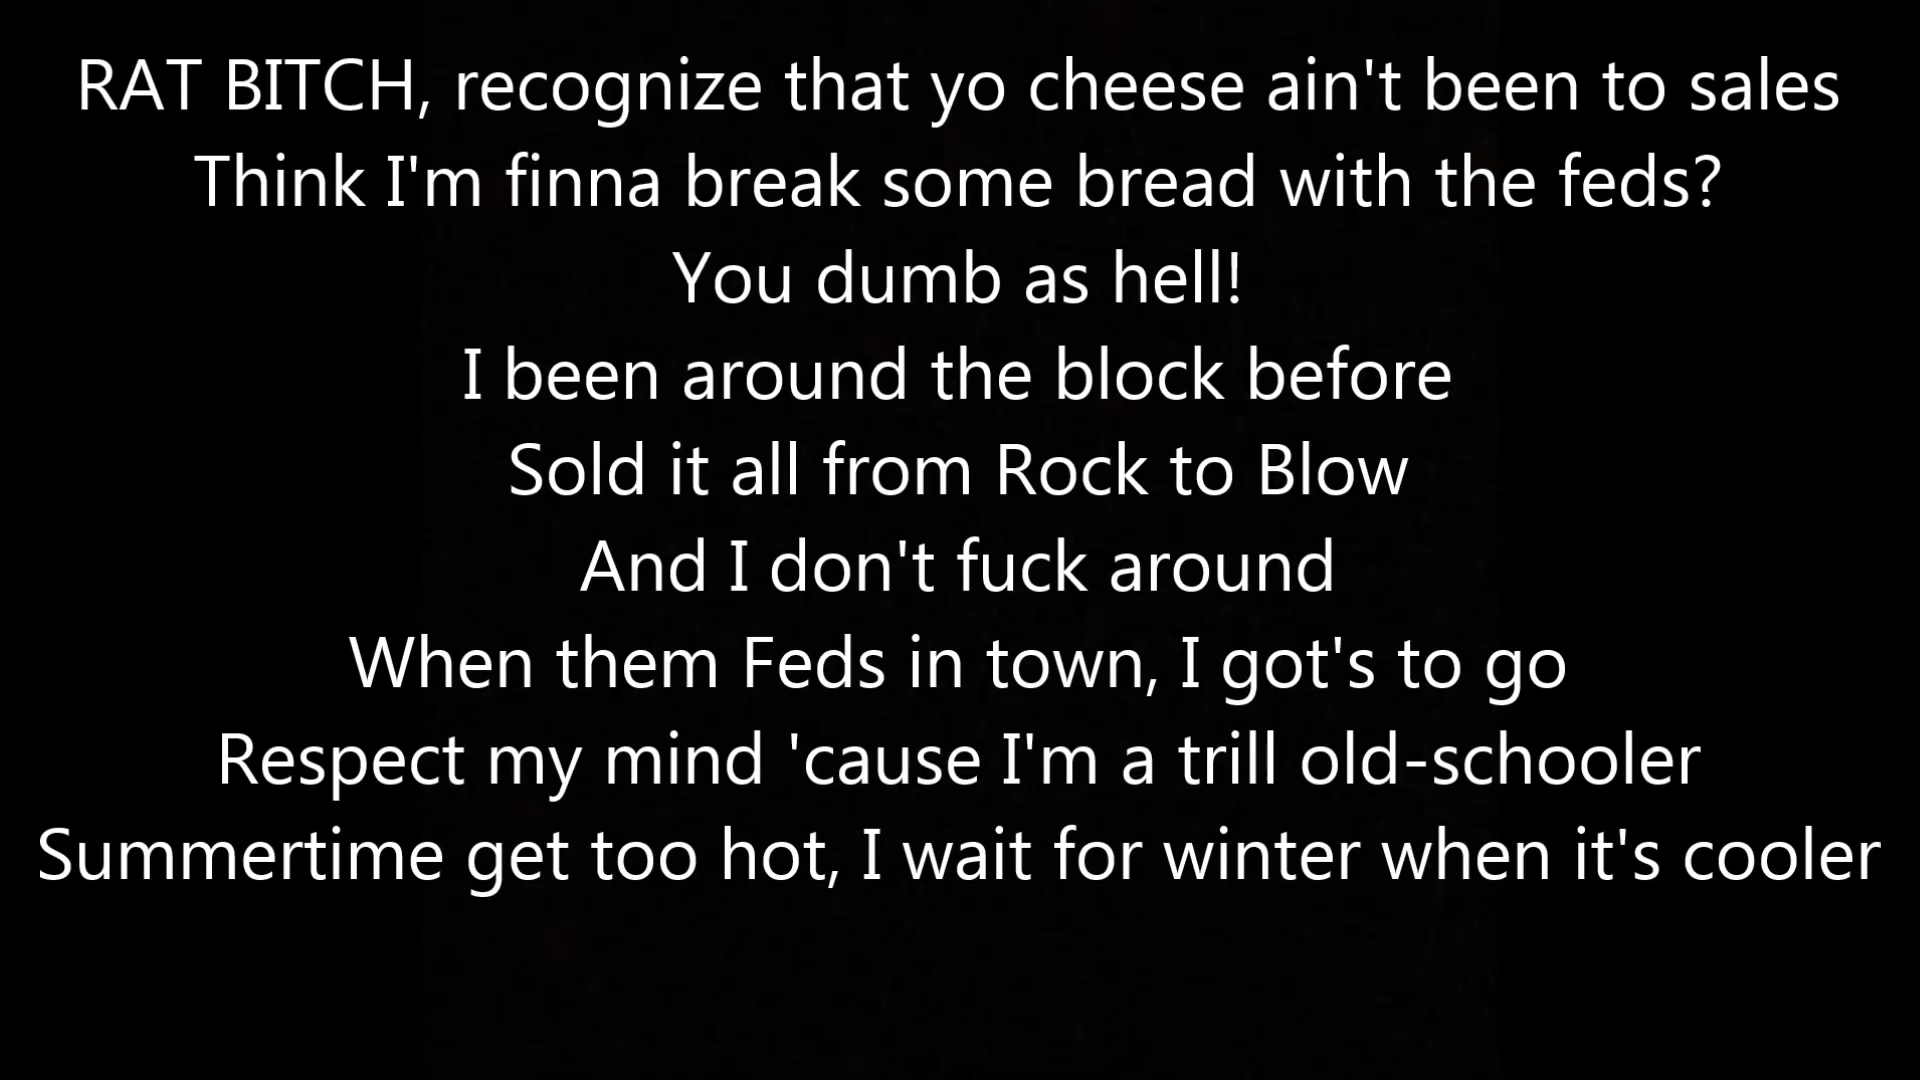 RAT BITCH, recognize that yo cheese ain't been to sales
Think I'm finna break some bread with the feds?
You dumb as hell!
I been around the block before
Sold it all from Rock to Blow
And I don't fuck around
When them Feds in town, I got's to go
Respect my mind 'cause I'm a trill old-schooler
Summertime get too hot, I wait for winter when it's cooler